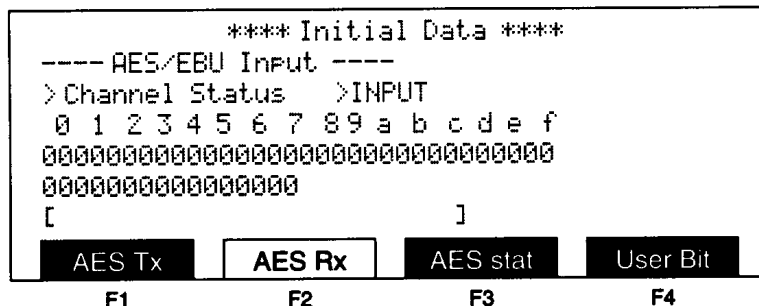 **** Initial Data ****
---- AES/EBU Input ----
>Channel Status >INPUT
0 1 2 3 4 5 6 7 8 9 a b c d e f
00000000000000000000000000000000
0000000000000000
[ ]
AES Tx AES Rx AES stat User Bit
F1 F2 F3 F4